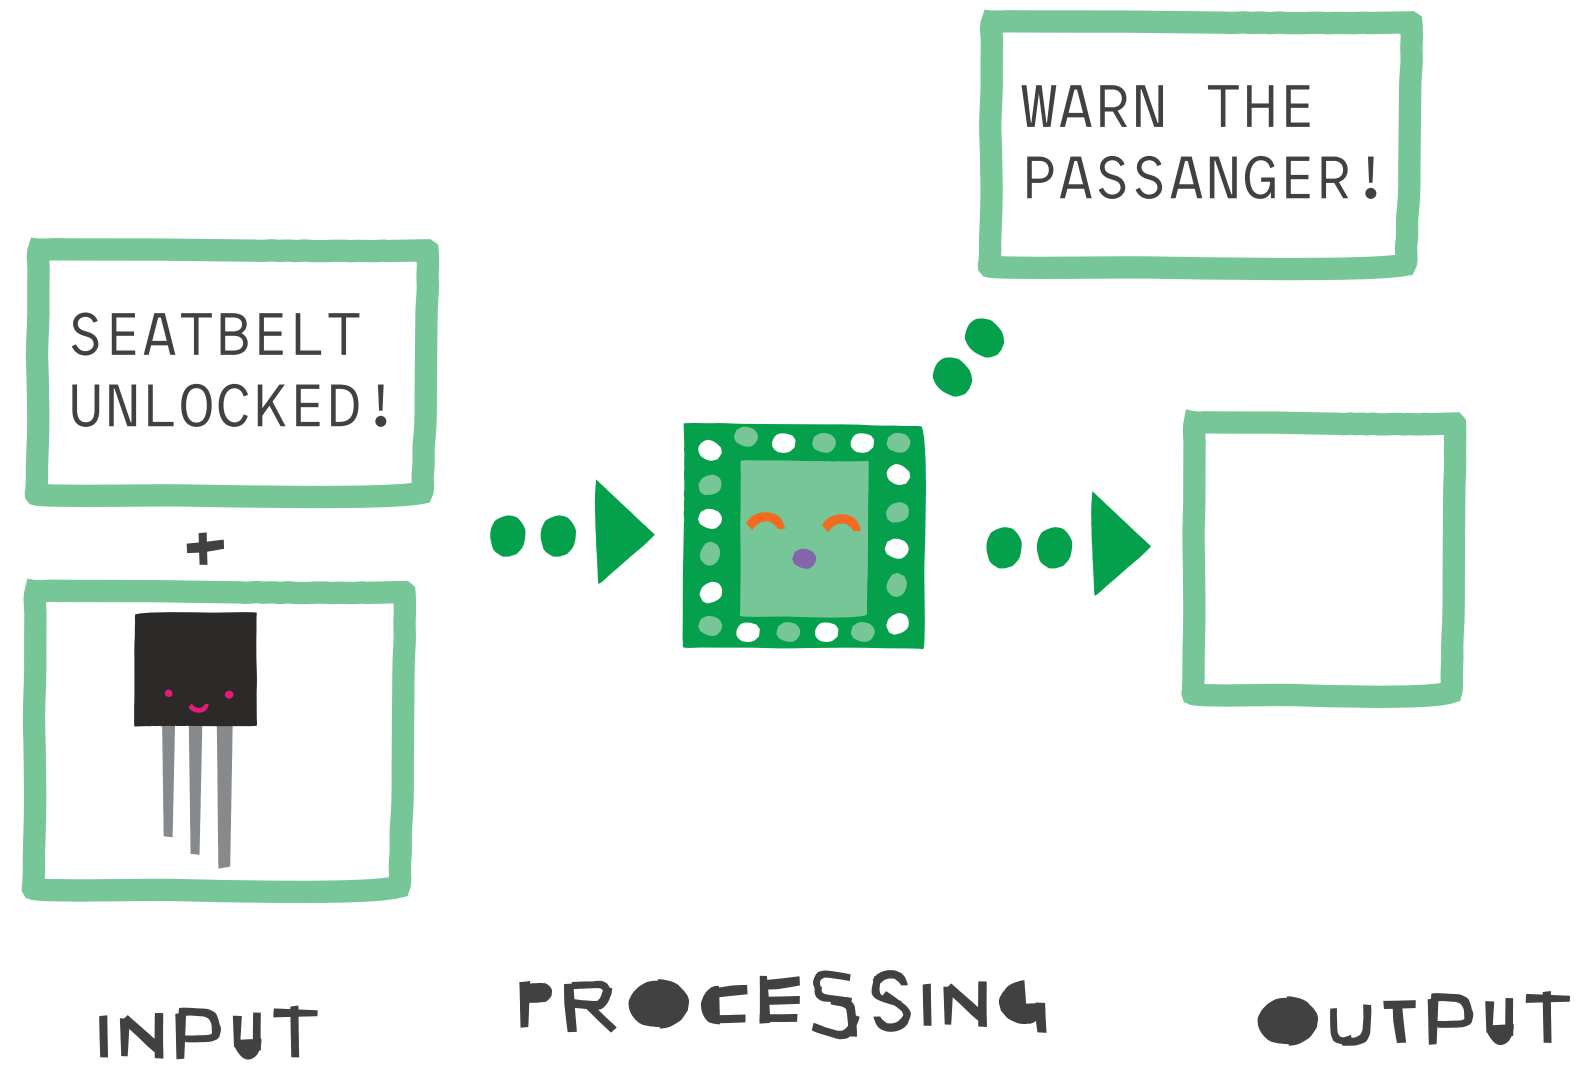 WARN THE
PASSANGER!
SEATBELT
UNLOCKED!
+
INPUT
PROCESSING
OUTPUT